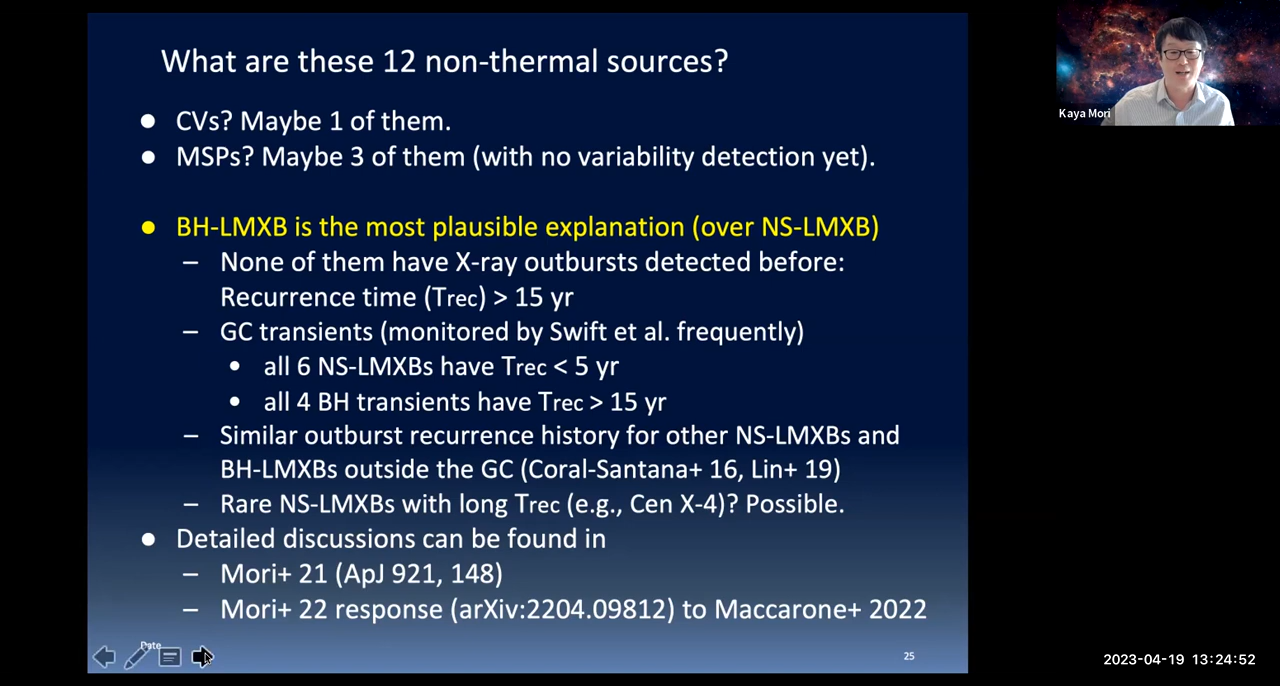 What are these 12 non-thermal sources?
● CVs? Maybe 1 of them.
● MSPs? Maybe 3 of them (with no variability detection yet).
● BH-LMXB is the most plausible explanation (over NS-LMXB)
– None of them have X-ray outbursts detected before:
Recurrence time (Trec) > 15 yr
– GC transients (monitored by Swift et al. frequently)
• all 6 NS-LMXBs have Trec < 5 yr
• all 4 BH transients have Trec > 15 yr
– Similar outburst recurrence history for other NS-LMXBs and
BH-LMXBs outside the GC (Coral-Santana+ 16, Lin+ 19)
– Rare NS-LMXBs with long Trec (e.g., Cen X-4)? Possible.
● Detailed discussions can be found in
– Mori+ 21 (ApJ 921, 148)
– Mori+ 22 response (arXiv:2204.09812) to Maccarone+ 2022
Date
25
Kaya Mori
2023-04-19 13:24:52